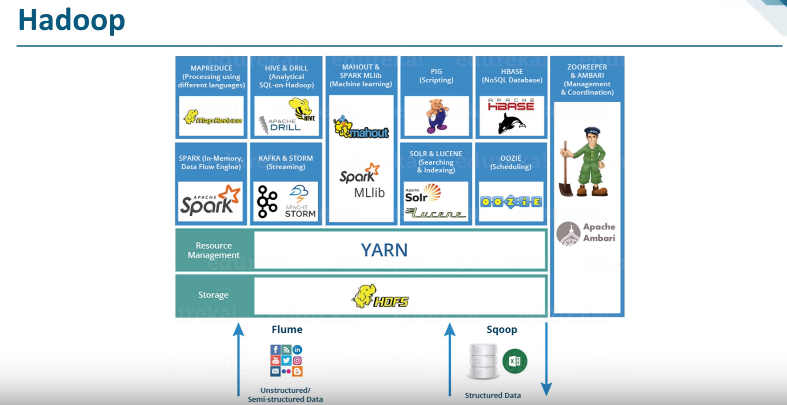 Hadoop
MAPREDUCE
(Processing using
different languages)
HIVE & DRILL
(Analytical
SQL-on-Hadoop)
MAHOUT &
SPARK MLlib
(Machine learning)
PIG
(Scripting)
HBASE
(NoSQL Database)
ZOOKEEPER
& AMBARI
(Management
& Coordination)
HIVE
APACHE
DRILL
mahout
APACHE
HBASE
SPARK (In-Memory,
Data Flow Engine)
KAFKA & STORM
(Streaming)
Spark
MLlib
SOLR & LUCENE
(Searching
& Indexing)
OOZIE
(Scheduling)
APACHE
Spark
APACHE
STORM
Apache
Solr
Lucene
OOZIE
Apache
Ambari
Resource
Management
YARN
Storage
HDFS
Flume
Sqoop
Unstructured/
Semi-structured Data
Structured Data